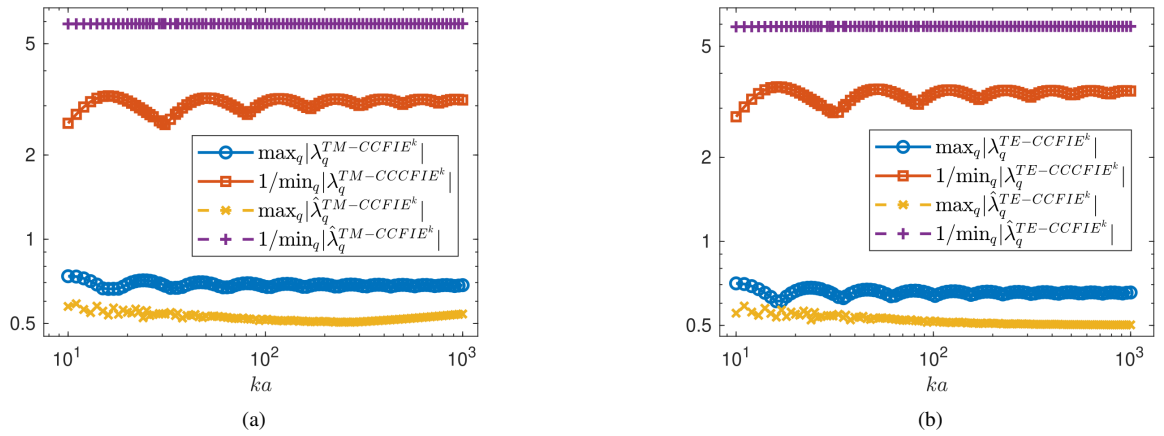 5
2
1
0.5
10^1
10^2
10^3
ka
max_q|λ_q^{TM−CCFIE^k}|
1/min_q|λ_q^{TM−CCCFIE^k}|
max_q|λ̂_q^{TM−CCFIE^k}|
1/min_q|λ̂_q^{TM−CCFIE^k}|
(a)
5
2
1
0.5
10^1
10^2
10^3
ka
max_q|λ_q^{TE−CCFIE^k}|
1/min_q|λ_q^{TE−CCCFIE^k}|
max_q|λ̂_q^{TE−CCFIE^k}|
1/min_q|λ̂_q^{TE−CCFIE^k}|
(b)